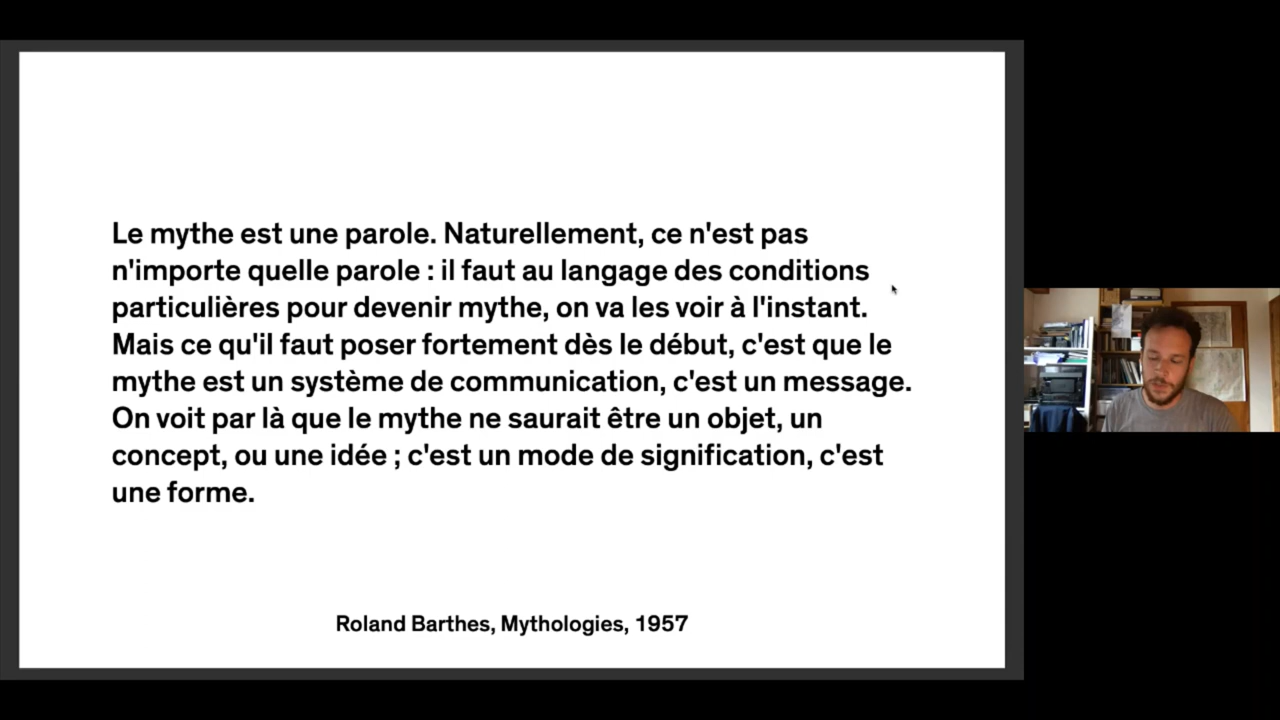 Le mythe est une parole. Naturellement, ce n'est pas
n'importe quelle parole : il faut au langage des conditions
particulières pour devenir mythe, on va les voir à l'instant.
Mais ce qu'il faut poser fortement dès le début, c'est que le
mythe est un système de communication, c'est un message.
On voit par là que le mythe ne saurait être un objet, un
concept, ou une idée ; c'est un mode de signification, c'est
une forme.
Roland Barthes, Mythologies, 1957